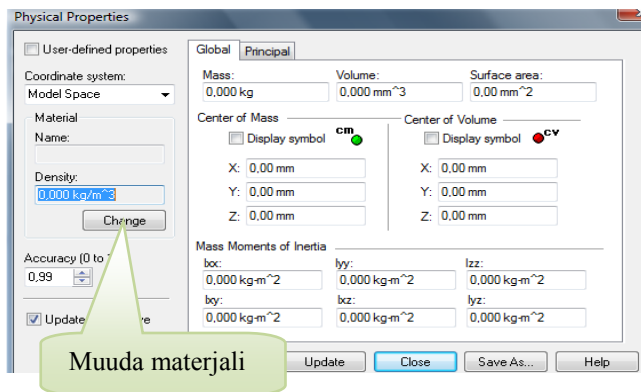 Physical Properties
User-defined properties
Coordinate system:
Model Space
Material
Name:
Density:
0,000 kg/m^3
Change
Accuracy (0 to
0,99
Update
Global
Principal
Mass:
Volume:
Surface area:
0,000 kg
0,000 mm^3
0,00 mm^2
Center of Mass
Center of Volume
Display symbol
cm
Display symbol
cv
X: 0,00 mm
X: 0,00 mm
Y: 0,00 mm
Y: 0,00 mm
Z: 0,00 mm
Z: 0,00 mm
Mass Moments of Inertia
Ixx:
Iyy:
Izz:
0,000 kg-m^2
0,000 kg-m^2
0,000 kg-m^2
Ixy:
Ixz:
Iyz:
0,000 kg-m^2
0,000 kg-m^2
0,000 kg-m^2
Muuda materjali
Update
Close
Save As...
Help